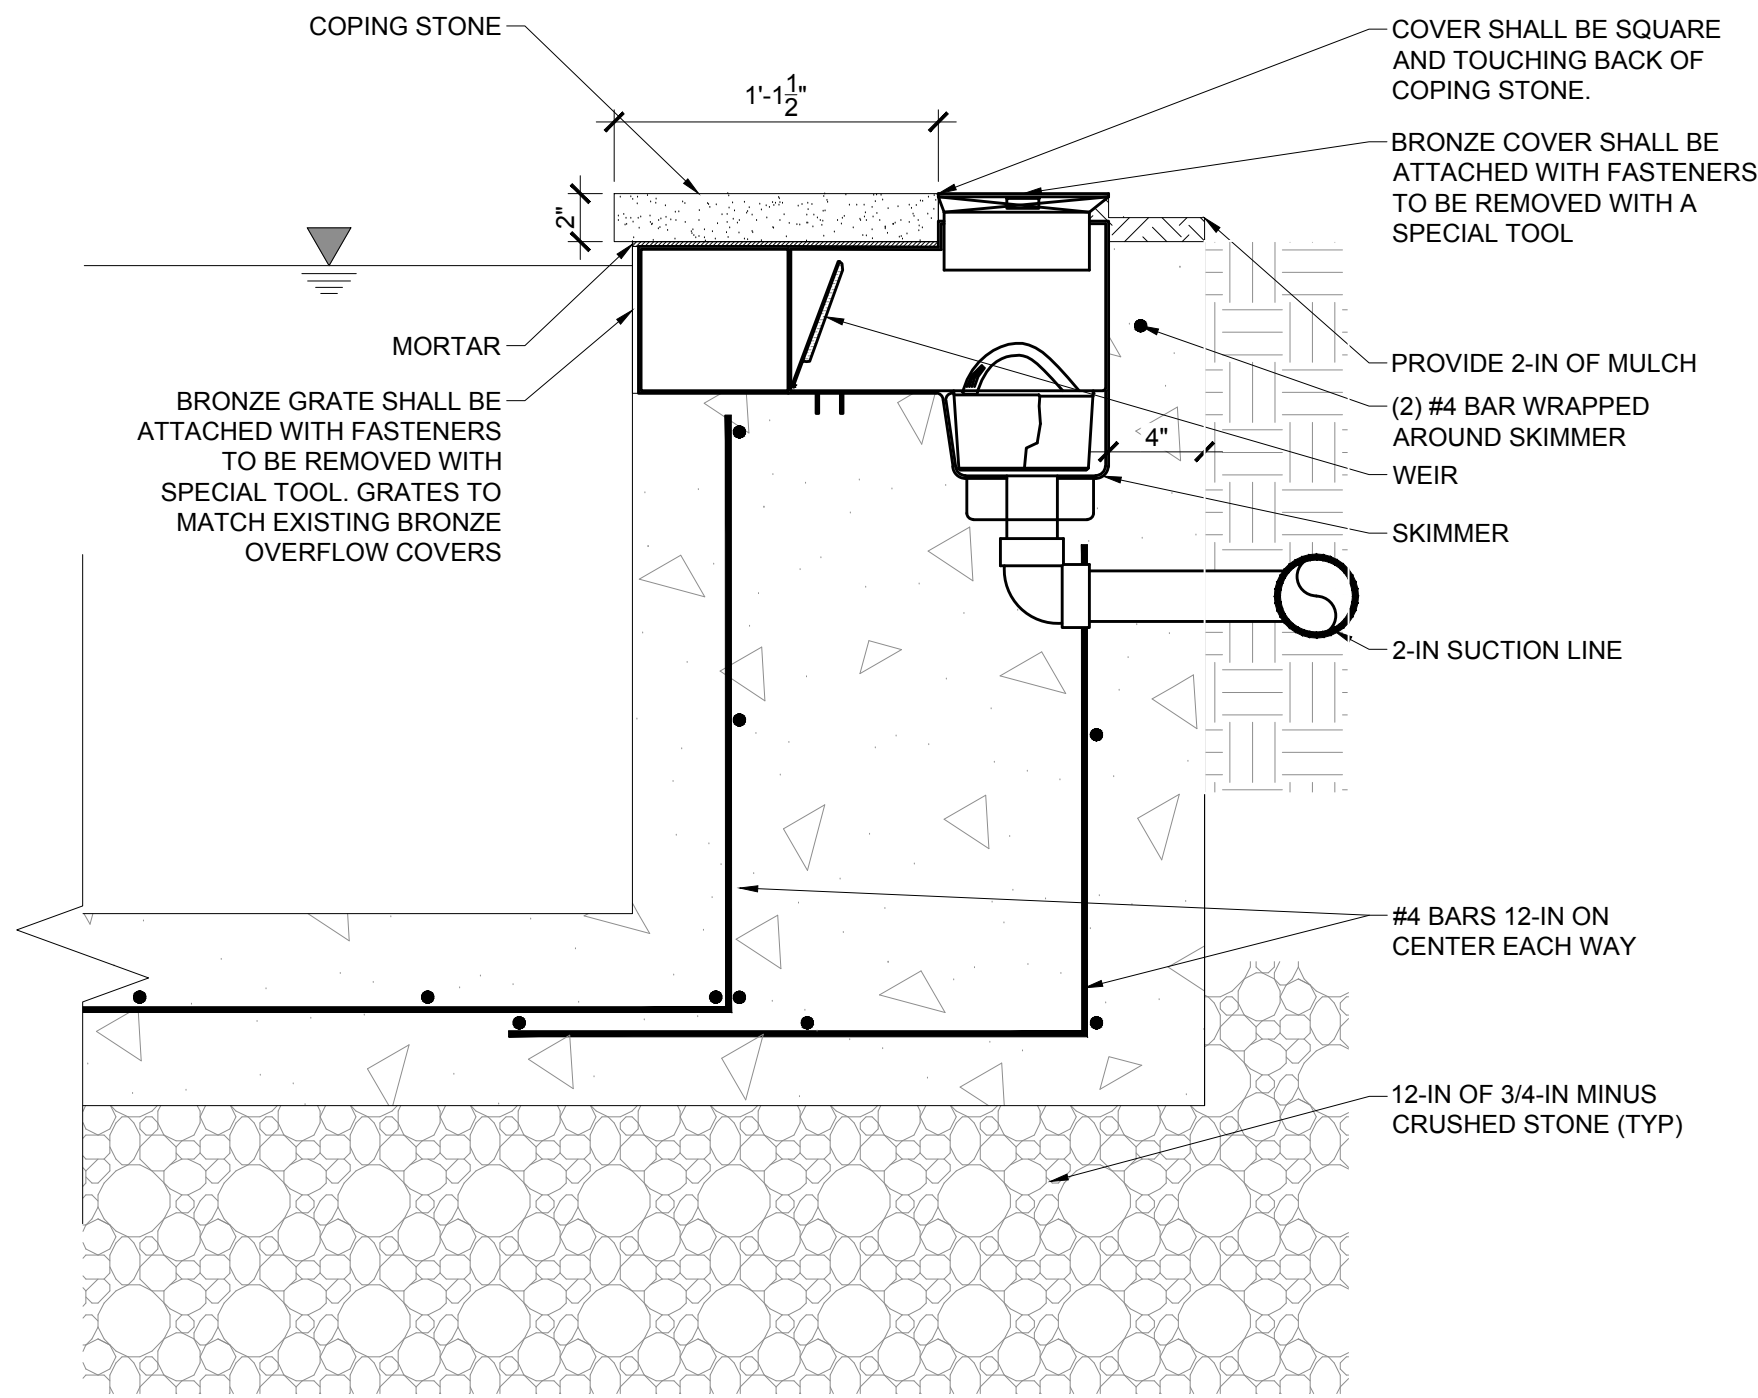 COPING STONE
1'-1 1/2"
2"
MORTAR
BRONZE GRATE SHALL BE
ATTACHED WITH FASTENERS
TO BE REMOVED WITH
SPECIAL TOOL. GRATES TO
MATCH EXISTING BRONZE
OVERFLOW COVERS
COVER SHALL BE SQUARE
AND TOUCHING BACK OF
COPING STONE.
BRONZE COVER SHALL BE
ATTACHED WITH FASTENERS
TO BE REMOVED WITH A
SPECIAL TOOL
PROVIDE 2-IN OF MULCH
(2) #4 BAR WRAPPED
AROUND SKIMMER
4"
WEIR
SKIMMER
2-IN SUCTION LINE
#4 BARS 12-IN ON
CENTER EACH WAY
12-IN OF 3/4-IN MINUS
CRUSHED STONE (TYP)